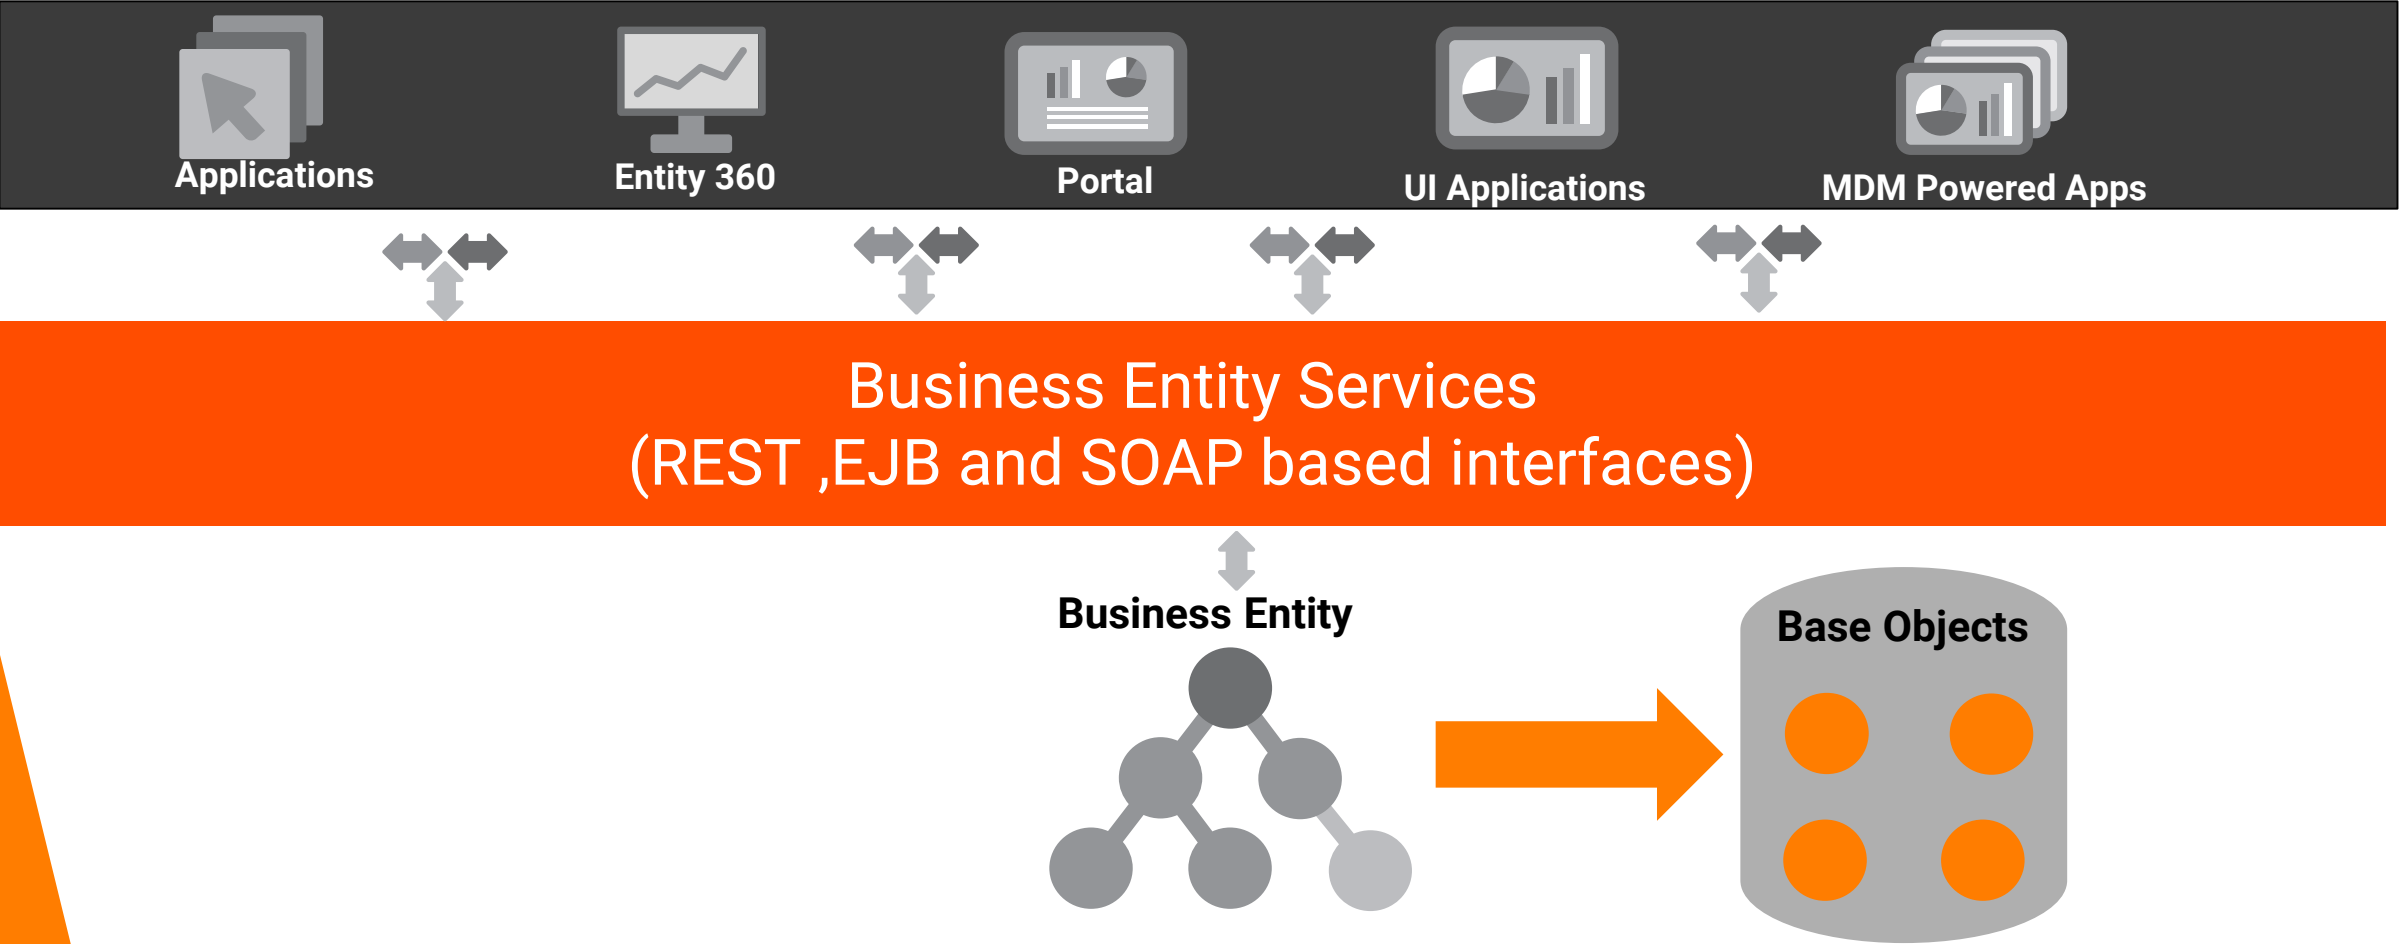 Applications
Entity 360
Portal
UI Applications
MDM Powered Apps
Business Entity Services
(REST ,EJB and SOAP based interfaces)
Business Entity
Base Objects